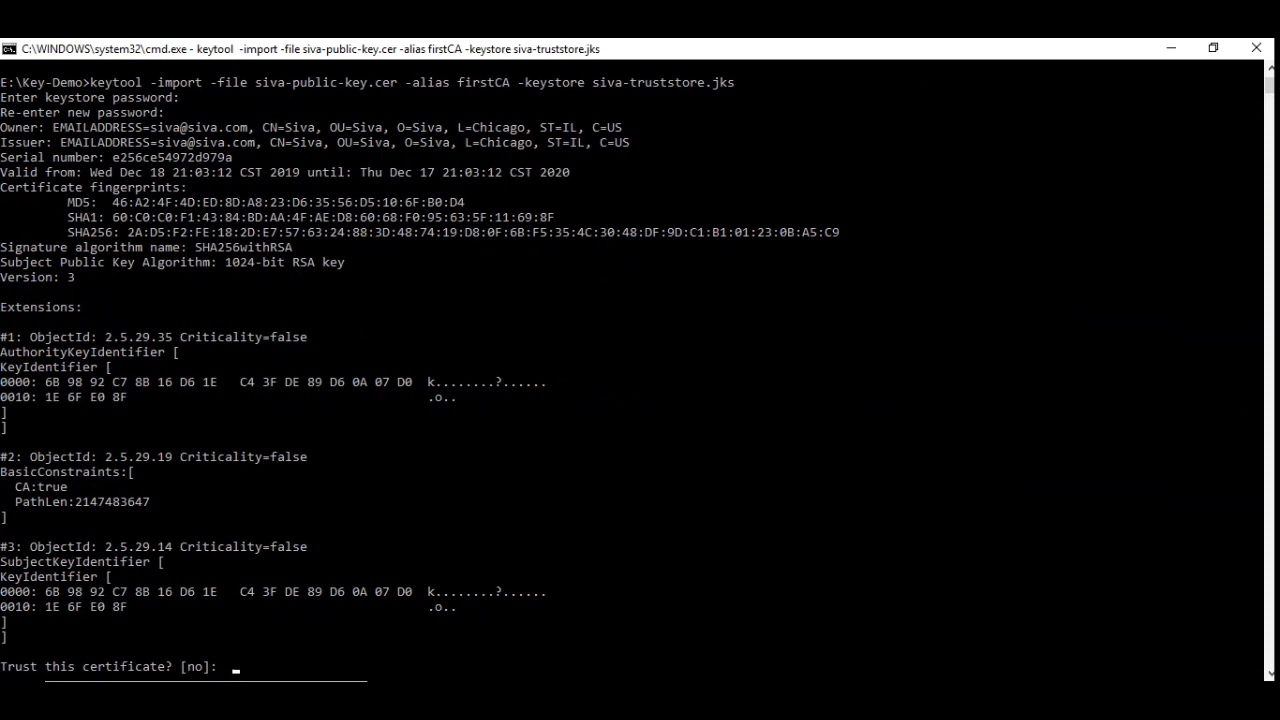 C:\WINDOWS\system32\cmd.exe - keytool -import -file siva-public-key.cer -alias firstCA -keystore siva-truststore.jks
E:\Key-Demo>keytool -import -file siva-public-key.cer -alias firstCA -keystore siva-truststore.jks
Enter keystore password:
Re-enter new password:
Owner: EMAILADDRESS=siva@siva.com, CN=Siva, OU=Siva, O=Siva, L=Chicago, ST=IL, C=US
Issuer: EMAILADDRESS=siva@siva.com, CN=Siva, OU=Siva, O=Siva, L=Chicago, ST=IL, C=US
Serial number: e256ce54972d979a
Valid from: Wed Dec 18 21:03:12 CST 2019 until: Thu Dec 17 21:03:12 CST 2020
Certificate fingerprints:
MD5: 46:A2:4F:4D:ED:8D:A8:23:D6:35:56:D5:10:6F:B0:D4
SHA1: 60:C0:C0:F1:43:84:BD:AA:4F:AE:D8:60:68:F0:95:63:5F:11:69:8F
SHA256: 2A:D5:F2:FE:18:2D:E7:57:63:24:88:3D:48:74:19:D8:0F:6B:F5:35:4C:30:48:DF:9D:C1:B1:01:23:0B:A5:C9
Signature algorithm name: SHA256withRSA
Subject Public Key Algorithm: 1024-bit RSA key
Version: 3
Extensions:
#1: ObjectId: 2.5.29.35 Criticality=false
AuthorityKeyIdentifier [
KeyIdentifier [
0000: 6B 98 92 C7 8B 16 D6 1E C4 3F DE 89 D6 0A 07 D0 k........?......
0010: 1E 6F E0 8F .o..
]
]
#2: ObjectId: 2.5.29.19 Criticality=false
BasicConstraints:[
CA:true
PathLen:2147483647
]
#3: ObjectId: 2.5.29.14 Criticality=false
SubjectKeyIdentifier [
KeyIdentifier [
0000: 6B 98 92 C7 8B 16 D6 1E C4 3F DE 89 D6 0A 07 D0 k........?......
0010: 1E 6F E0 8F .o..
]
]
Trust this certificate? [no]: